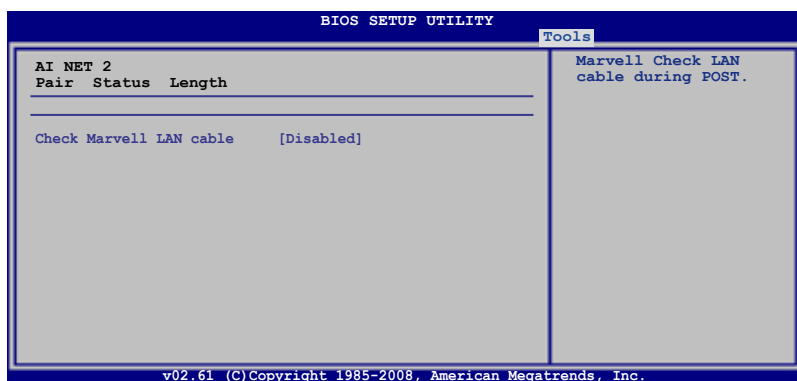 BIOS SETUP UTILITY
Tools
AI NET 2
Pair Status Length
Check Marvell LAN cable [Disabled]
Marvell Check LAN
cable during POST.
v02.61 (C)Copyright 1985-2008, American Megatrends, Inc.